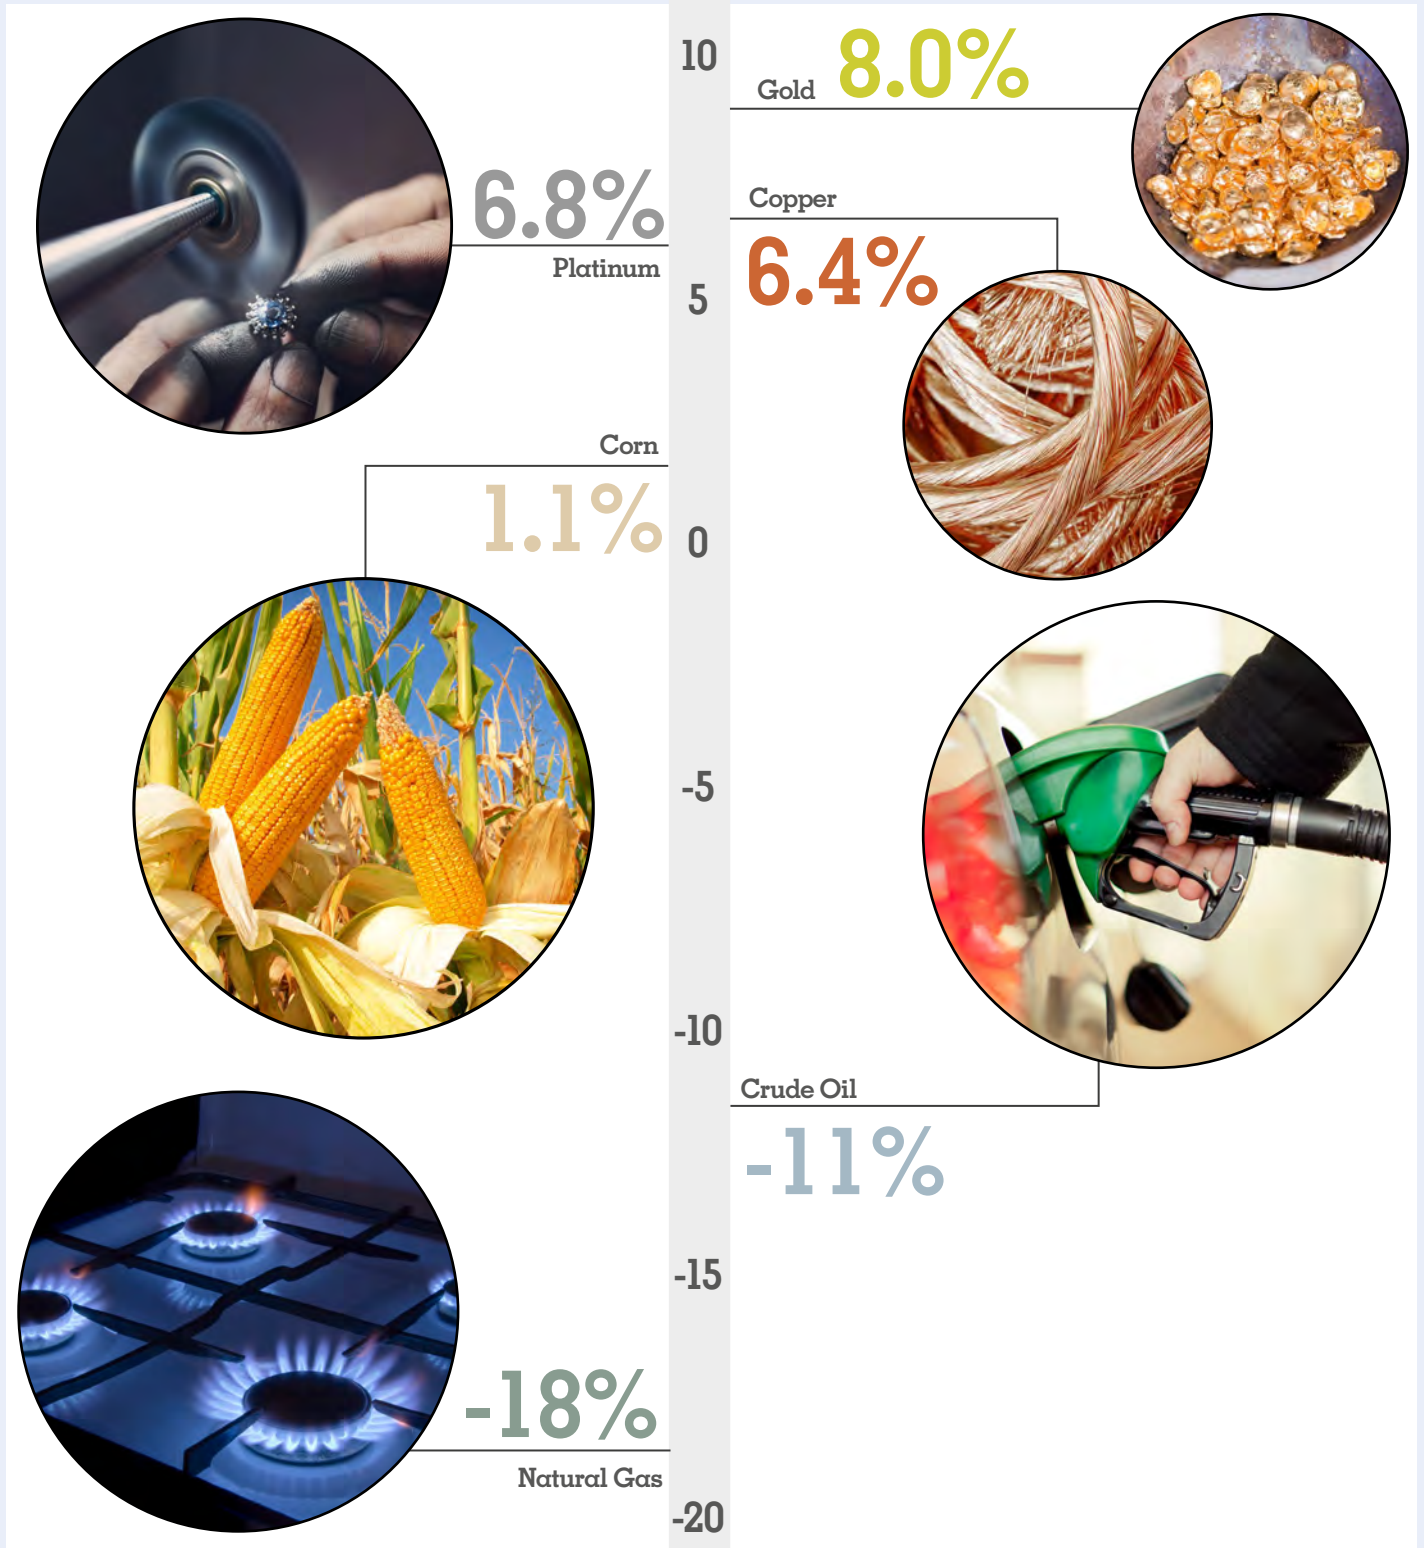 10
Gold 8.0%
6.8%
Platinum
Copper
6.4%
5
Corn
1.1%
0
-5
-10
Crude Oil
-11%
-15
-18%
Natural Gas
-20